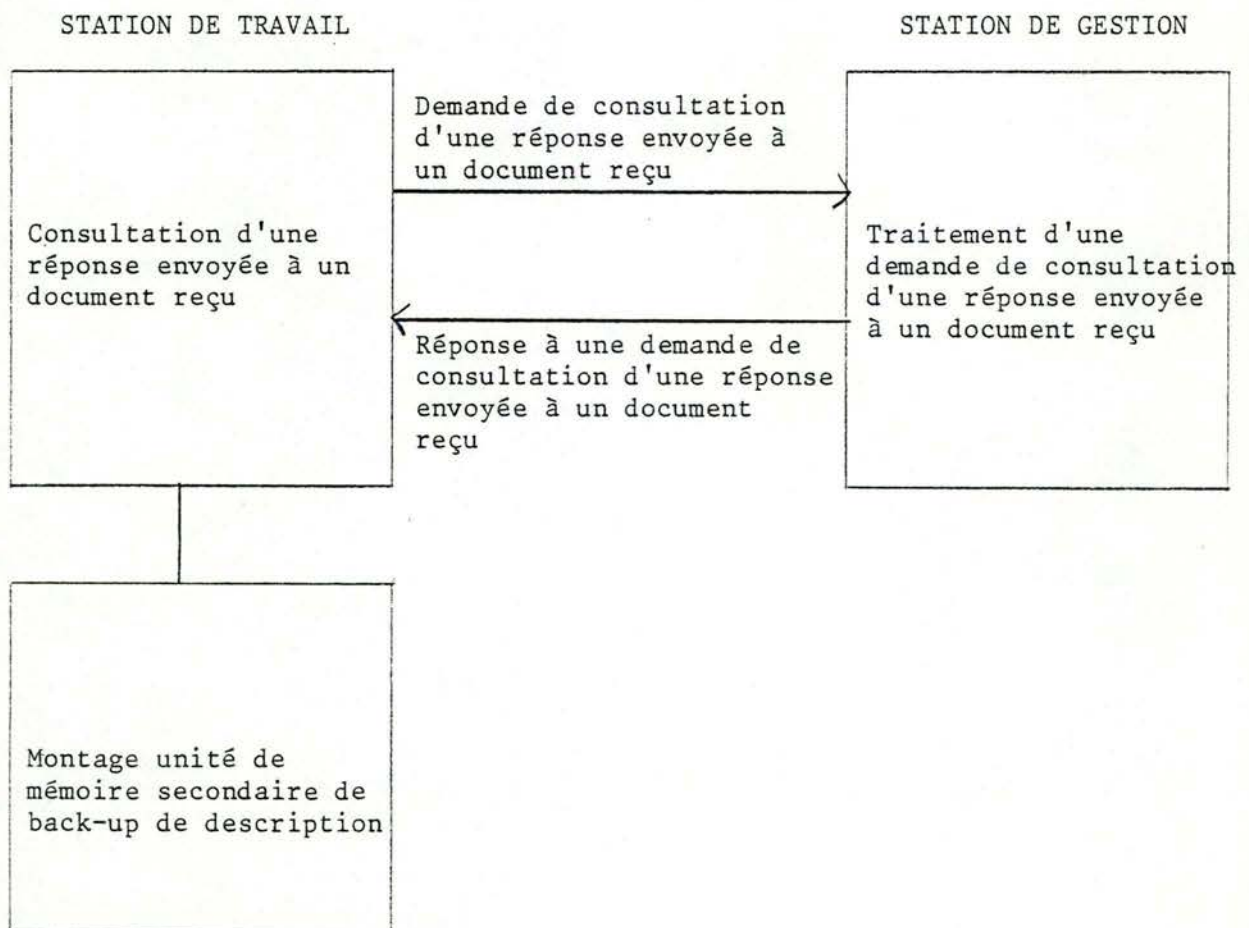 STATION DE TRAVAIL
STATION DE GESTION
Demande de consultation
d'une réponse envoyée à
un document reçu
Consultation d'une
réponse envoyée à un
document reçu
Traitement d'une
demande de consultation
d'une réponse envoyée
à un document reçu
Réponse à une demande de
consultation d'une réponse
envoyée à un document
reçu
Montage unité de
mémoire secondaire de
back-up de description